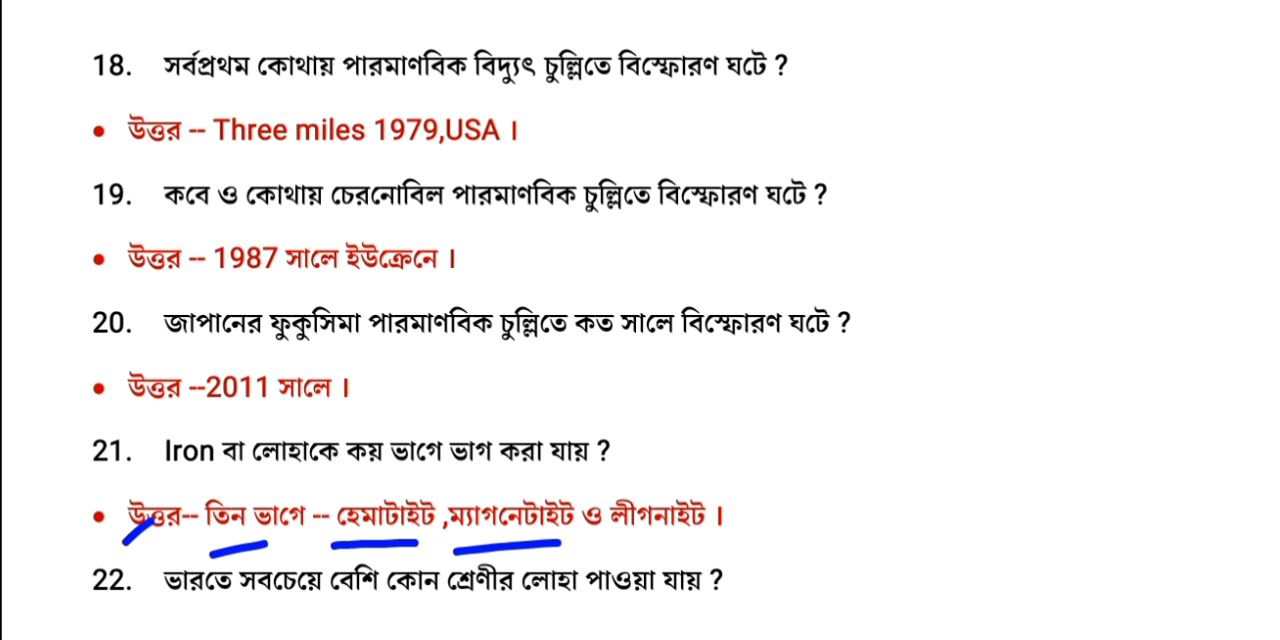 18. সর্বপ্রথম কোথায় পারমাণবিক বিদ্যুৎ চুল্লিতে বিস্ফোরণ ঘটে ?
• উত্তর -- Three miles 1979,USA ।
19. কবে ও কোথায় চেরনোবিল পারমাণবিক চুল্লিতে বিস্ফোরণ ঘটে ?
• উত্তর -- 1987 সালে ইউক্রেনে ।
20. জাপানের ফুকুসিমা পারমাণবিক চুল্লিতে কত সালে বিস্ফোরণ ঘটে ?
• উত্তর --2011 সালে ।
21. Iron বা লোহাকে কয় ভাগে ভাগ করা যায় ?
• উত্তর-- তিন ভাগে -- হেমাটাইট ,ম্যাগনেটাইট ও লীগনাইট ।
22. ভারতে সবচেয়ে বেশি কোন শ্রেণীর লোহা পাওয়া যায় ?